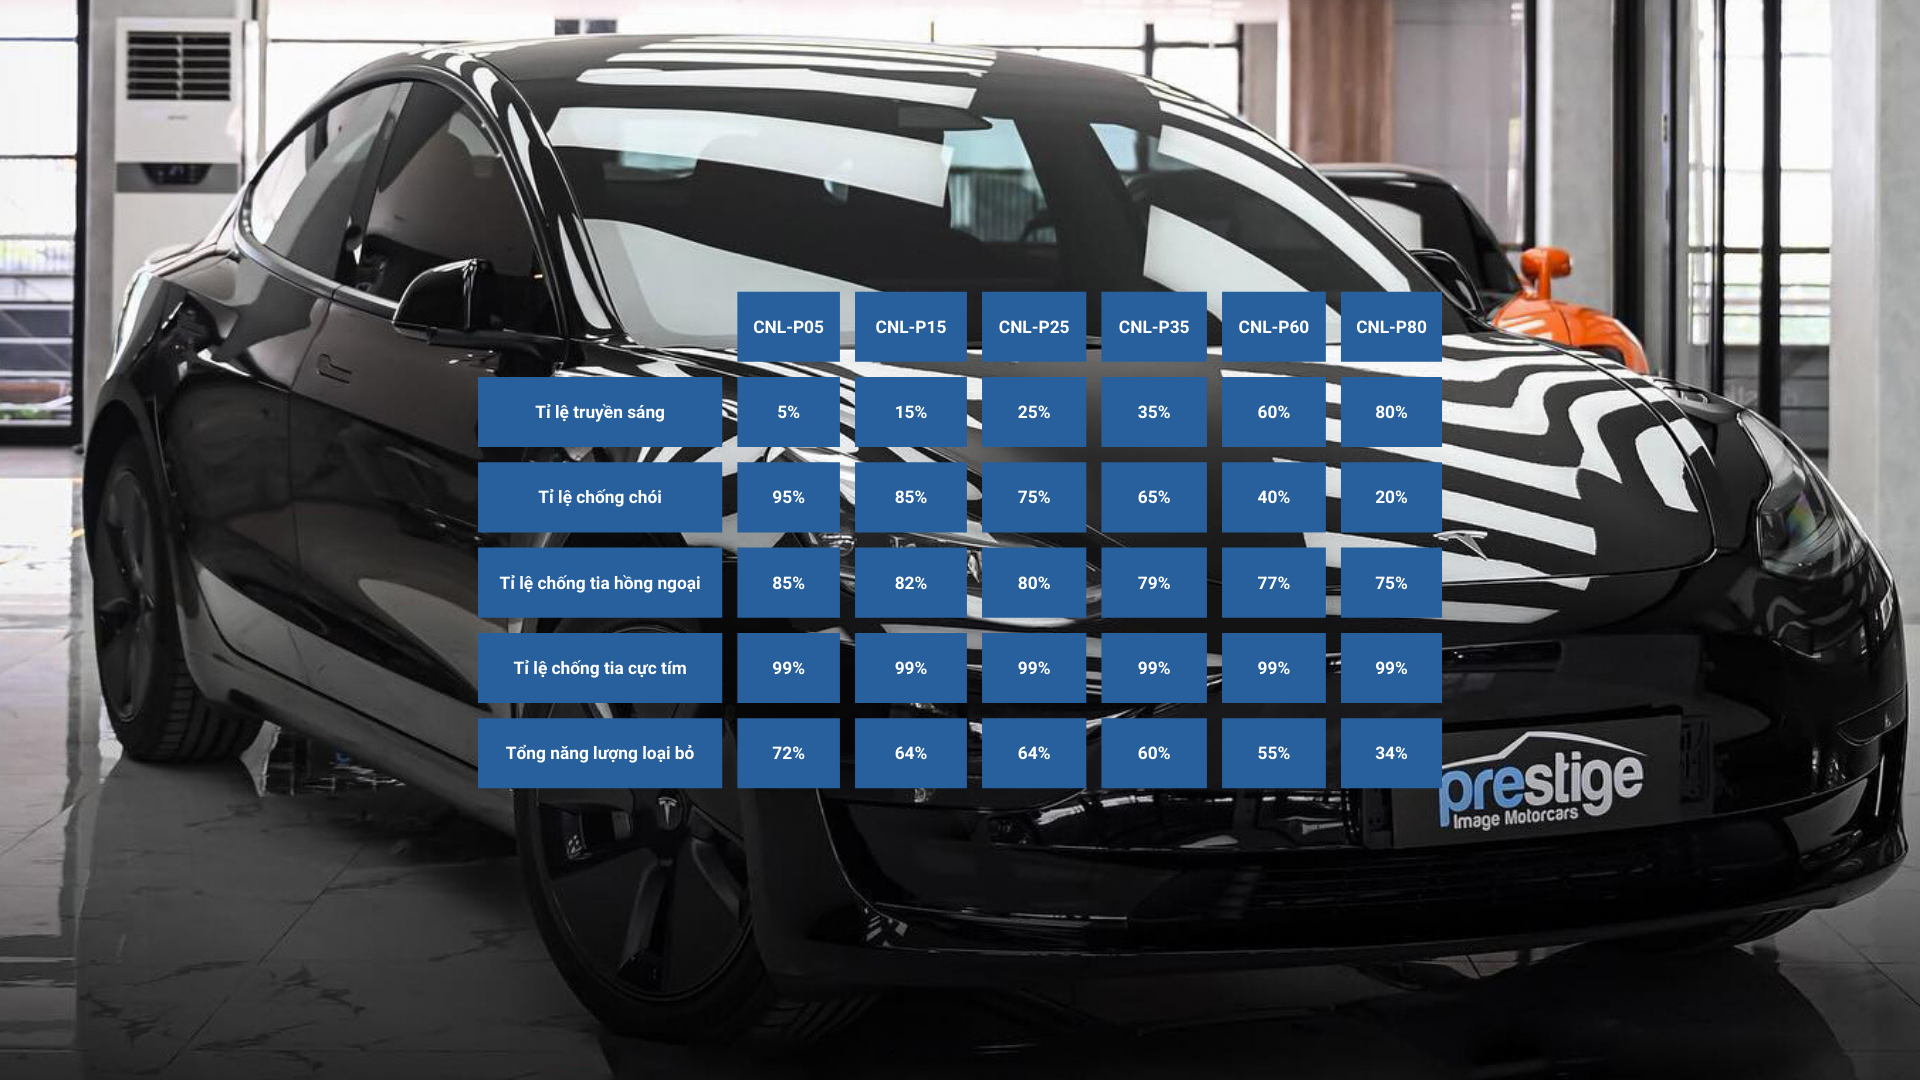 CNL-P05 CNL-P15 CNL-P25 CNL-P35 CNL-P60 CNL-P80
Tỉ lệ truyền sáng 5% 15% 25% 35% 60% 80%
Tỉ lệ chống chói 95% 85% 75% 65% 40% 20%
Tỉ lệ chống tia hồng ngoại 85% 82% 80% 79% 77% 75%
Tỉ lệ chống tia cực tím 99% 99% 99% 99% 99% 99%
Tổng năng lượng loại bỏ 72% 64% 64% 60% 55% 34%
prestige
Image Motorcars